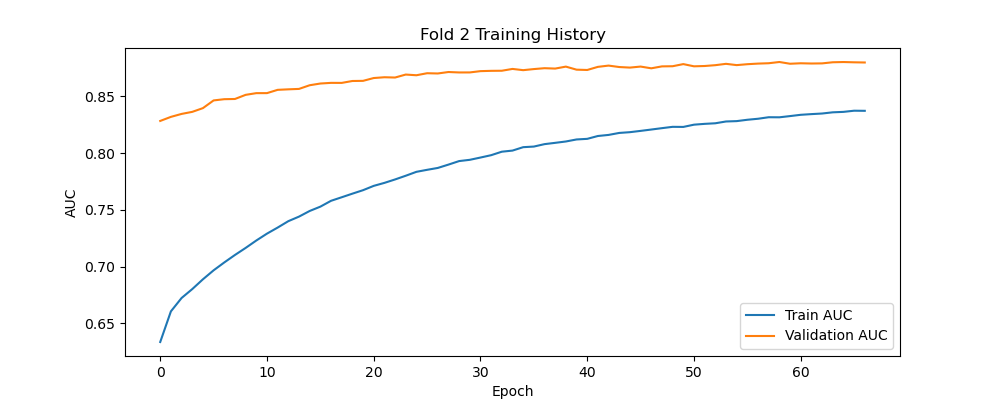 Fold 2 Training History
AUC
0.85
0.80
0.75
0.70
0.65
0 10 20 30 40 50 60
Epoch
Train AUC
Validation AUC